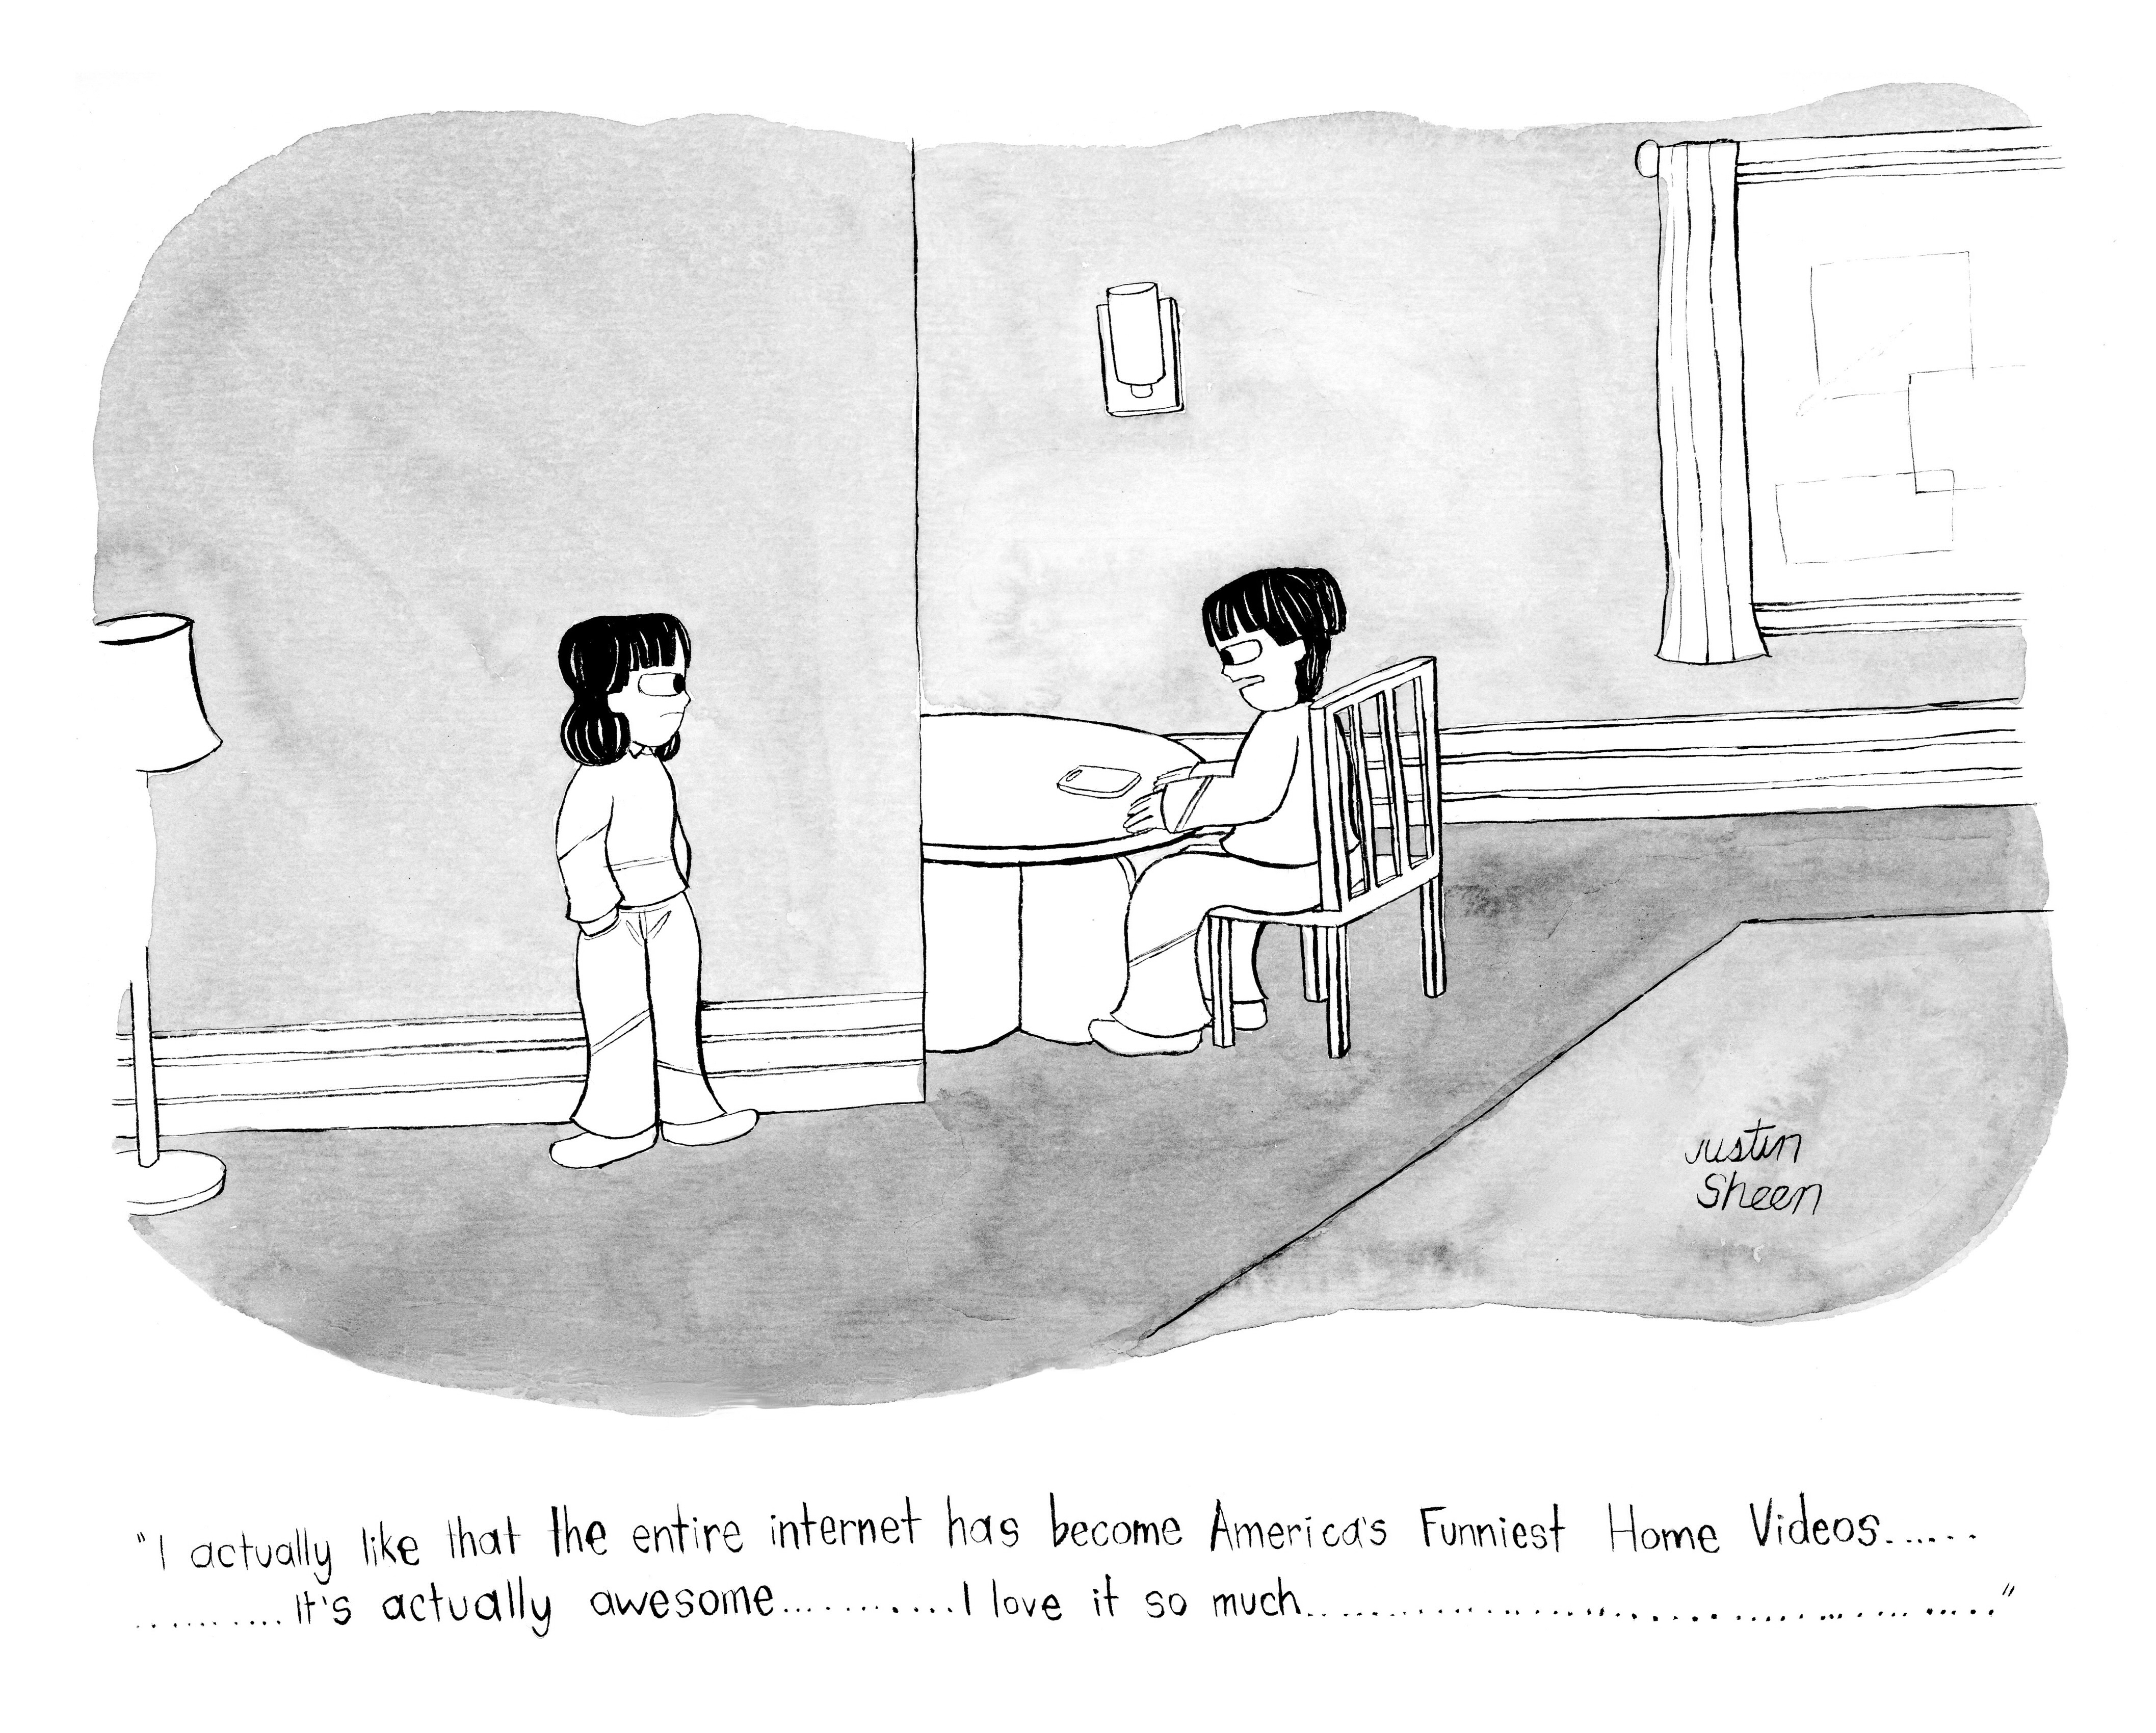 Justin
Sheen
"I actually like that the entire internet has become America's Funniest Home Videos......
..........It's actually awesome............I love it so much........................................"